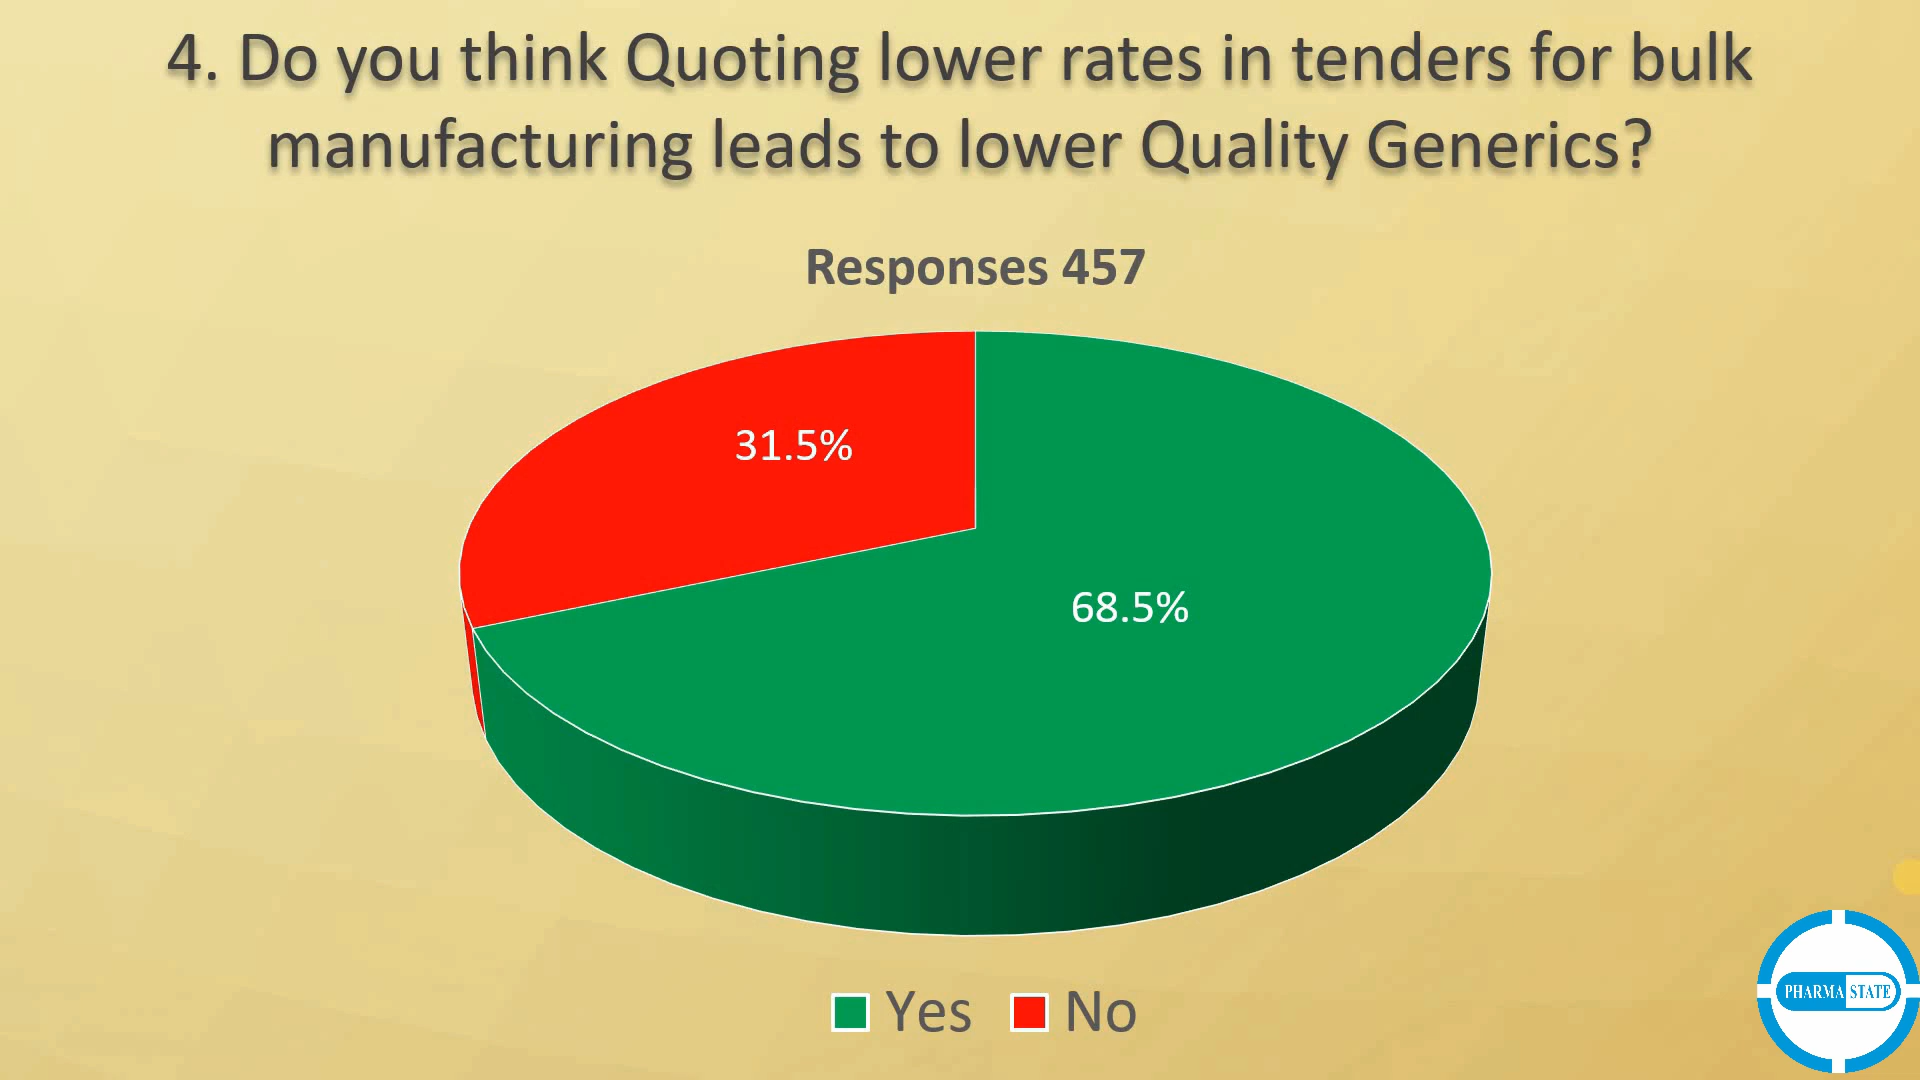 4. Do you think Quoting lower rates in tenders for bulk
manufacturing leads to lower Quality Generics?
Responses 457
31.5%
68.5%
Yes No
PHARMA STATE